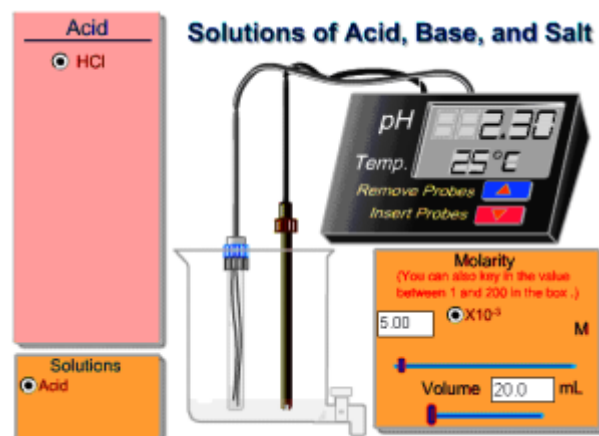 Acid
HCl
Solutions of Acid, Base, and Salt
pH 2.30
Temp. 25°C
Remove Probes
Insert Probes
Molarity
(You can also key in the value
between 1 and 200 in the box .)
5.00 X10⁻³ M
Volume 20.0 mL
Solutions
Acid